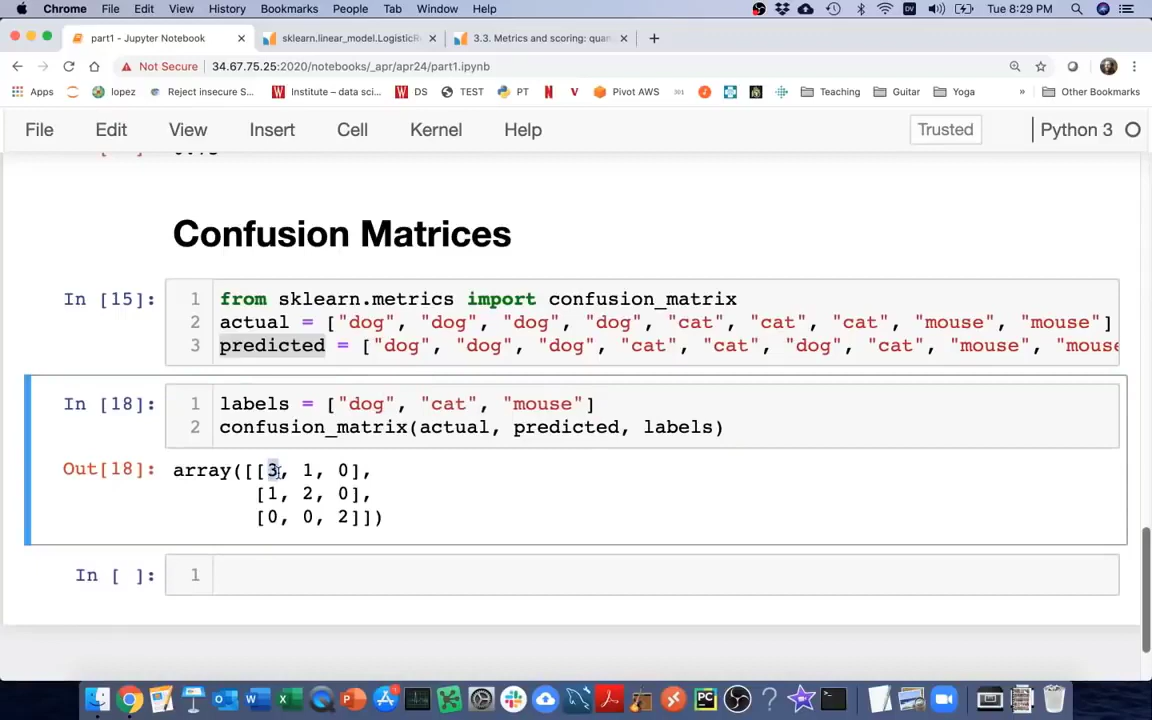 Chrome File Edit View History Bookmarks People Tab Window Help Tue 8:29 PM
part1 - Jupyter Notebook sklearn.linear_model.LogisticR 3.3. Metrics and scoring: quan
Not Secure 34.67.75.25:2020/notebooks/_apr/apr24/part1.ipynb
Apps lopez Reject insecure S... Institute – data sci... DS TEST PT Pivot AWS 301 Teaching Guitar Yoga » Other Bookmarks
File Edit View Insert Cell Kernel Help Trusted Python 3
Confusion Matrices
In [15]: 1 from sklearn.metrics import confusion_matrix
2 actual = ["dog", "dog", "dog", "dog", "cat", "cat", "cat", "mouse", "mouse"]
3 predicted = ["dog", "dog", "dog", "cat", "cat", "dog", "cat", "mouse", "mouse
In [18]: 1 labels = ["dog", "cat", "mouse"]
2 confusion_matrix(actual, predicted, labels)
Out[18]: array([[3, 1, 0],
[1, 2, 0],
[0, 0, 2]])
In [ ]: 1